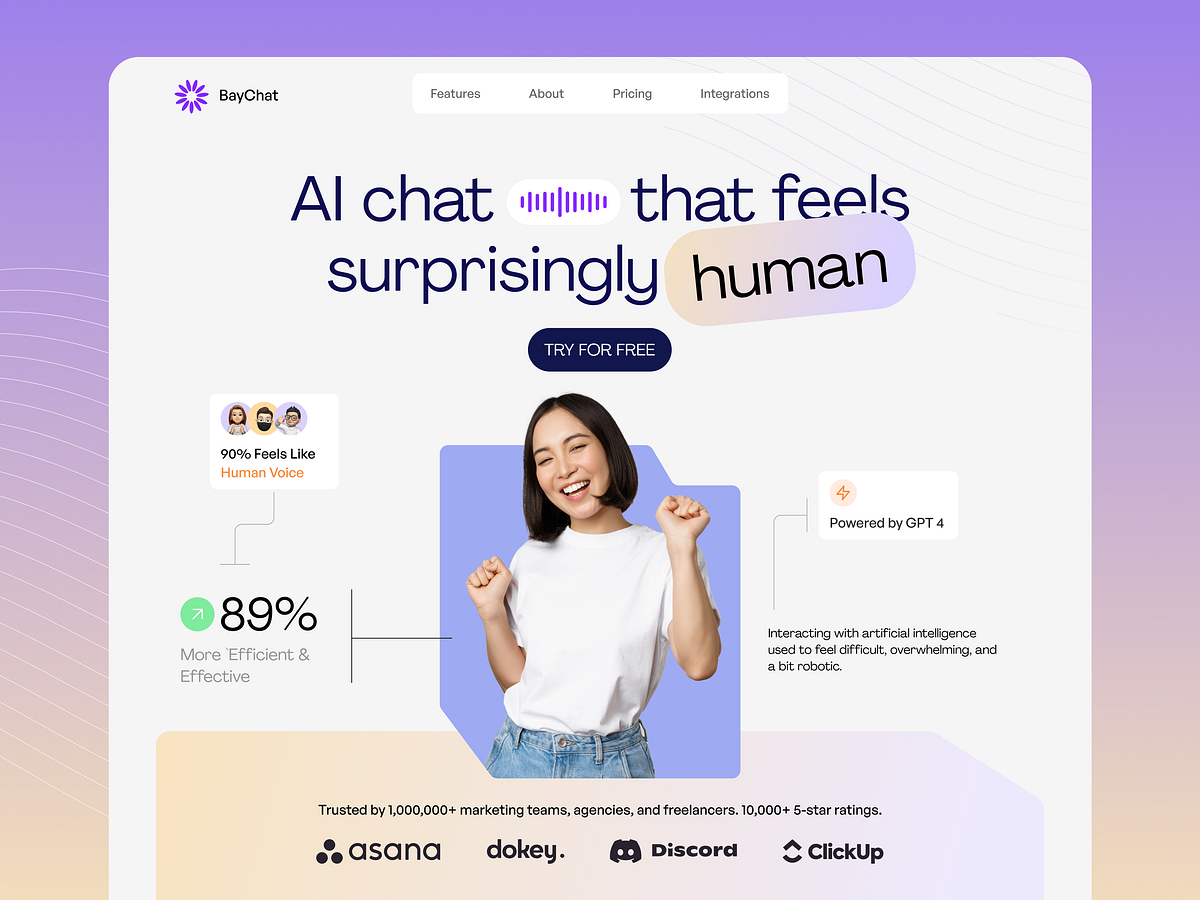 BayChat
Features
About
Pricing
Integrations
AI chat that feels
surprisingly human
TRY FOR FREE
90% Feels Like
Human Voice
Powered by GPT 4
89%
More `Efficient &
Effective
Interacting with artificial intelligence
used to feel difficult, overwhelming, and
a bit robotic.
Trusted by 1,000,000+ marketing teams, agencies, and freelancers. 10,000+ 5-star ratings.
asana
dokey.
Discord
ClickUp